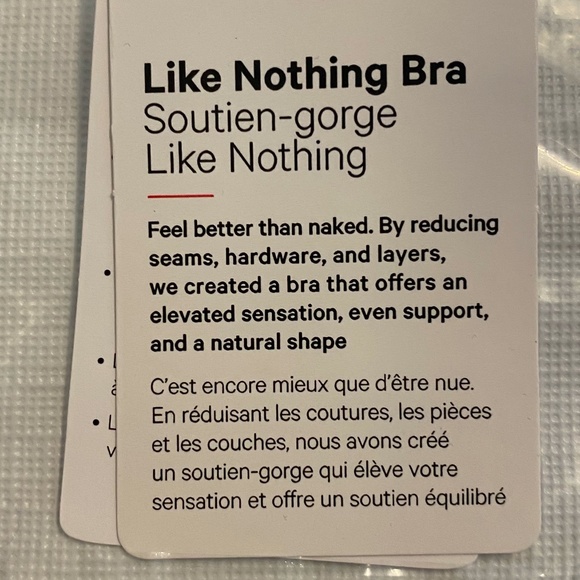 Like Nothing Bra
Soutien-gorge
Like Nothing
Feel better than naked. By reducing
seams, hardware, and layers,
we created a bra that offers an
elevated sensation, even support,
and a natural shape
C'est encore mieux que d'être nue.
En réduisant les coutures, les pièces
et les couches, nous avons créé
un soutien-gorge qui élève votre
sensation et offre un soutien équilibré